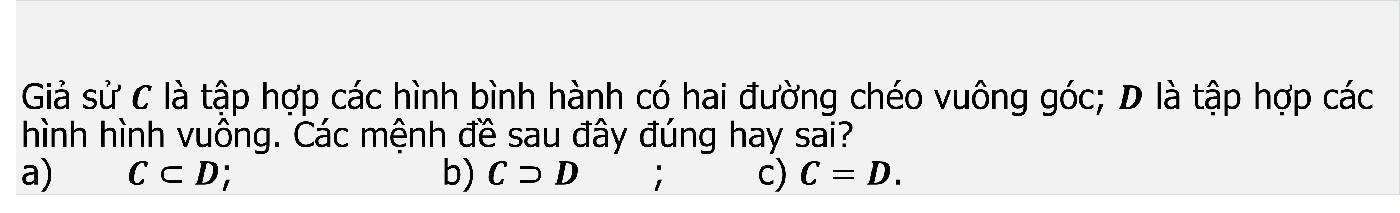 Giả sử C là tập hợp các hình bình hành có hai đường chéo vuông góc; D là tập hợp các
hình hình vuông. Các mệnh đề sau đây đúng hay sai?
a) C ⊂ D; b) C ⊃ D ; c) C = D.